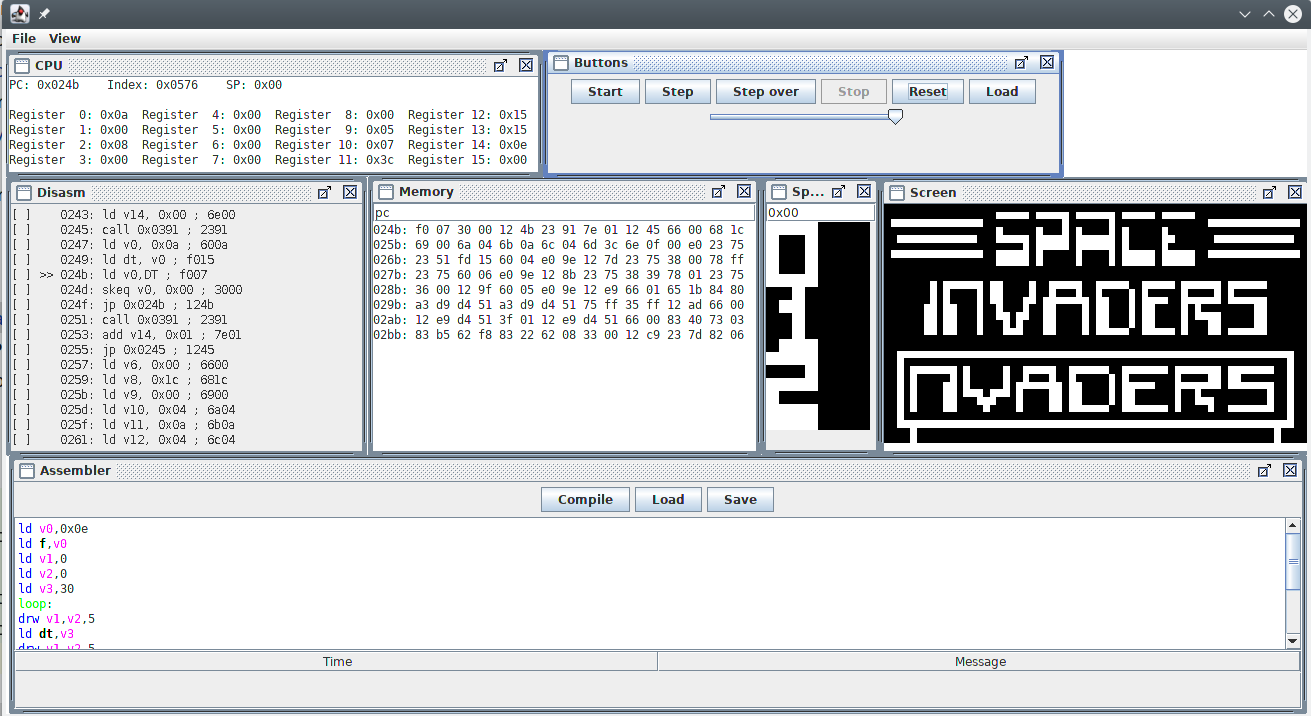 File View
CPU
PC: 0x024b Index: 0x0576 SP: 0x00
Register 0: 0x0a Register 4: 0x00 Register 8: 0x00 Register 12: 0x15
Register 1: 0x00 Register 5: 0x00 Register 9: 0x05 Register 13: 0x15
Register 2: 0x08 Register 6: 0x00 Register 10: 0x07 Register 14: 0x0e
Register 3: 0x00 Register 7: 0x00 Register 11: 0x3c Register 15: 0x00
Buttons
Start Step Step over Stop Reset Load
Disasm
[ ] 0243: ld v14, 0x00 ; 6e00
[ ] 0245: call 0x0391 ; 2391
[ ] 0247: ld v0, 0x0a ; 600a
[ ] 0249: ld dt, v0 ; f015
[ ] >> 024b: ld v0,DT ; f007
[ ] 024d: skeq v0, 0x00 ; 3000
[ ] 024f: jp 0x024b ; 124b
[ ] 0251: call 0x0391 ; 2391
[ ] 0253: add v14, 0x01 ; 7e01
[ ] 0255: jp 0x0245 ; 1245
[ ] 0257: ld v6, 0x00 ; 6600
[ ] 0259: ld v8, 0x1c ; 681c
[ ] 025b: ld v9, 0x00 ; 6900
[ ] 025d: ld v10, 0x04 ; 6a04
[ ] 025f: ld v11, 0x0a ; 6b0a
[ ] 0261: ld v12, 0x04 ; 6c04
Memory
pc
024b: f0 07 30 00 12 4b 23 91 7e 01 12 45 66 00 68 1c
025b: 69 00 6a 04 6b 0a 6c 04 6d 3c 6e 0f 00 e0 23 75
026b: 23 51 fd 15 60 04 e0 9e 12 7d 23 75 38 00 78 ff
027b: 23 75 60 06 e0 9e 12 8b 23 75 38 39 78 01 23 75
028b: 36 00 12 9f 60 05 e0 9e 12 e9 66 01 65 1b 84 80
029b: a3 d9 d4 51 a3 d9 d4 51 75 ff 35 ff 12 ad 66 00
02ab: 12 e9 d4 51 3f 01 12 e9 d4 51 66 00 83 40 73 03
02bb: 83 b5 62 f8 83 22 62 08 33 00 12 c9 23 7d 82 06
Sp...
0x00
Screen
SPACE
INVADERS
NVADERS
Assembler
Compile Load Save
ld v0,0x0e
ld f,v0
ld v1,0
ld v2,0
ld v3,30
loop:
drw v1,v2,5
ld dt,v3
drw v1,v2,5
Time Message